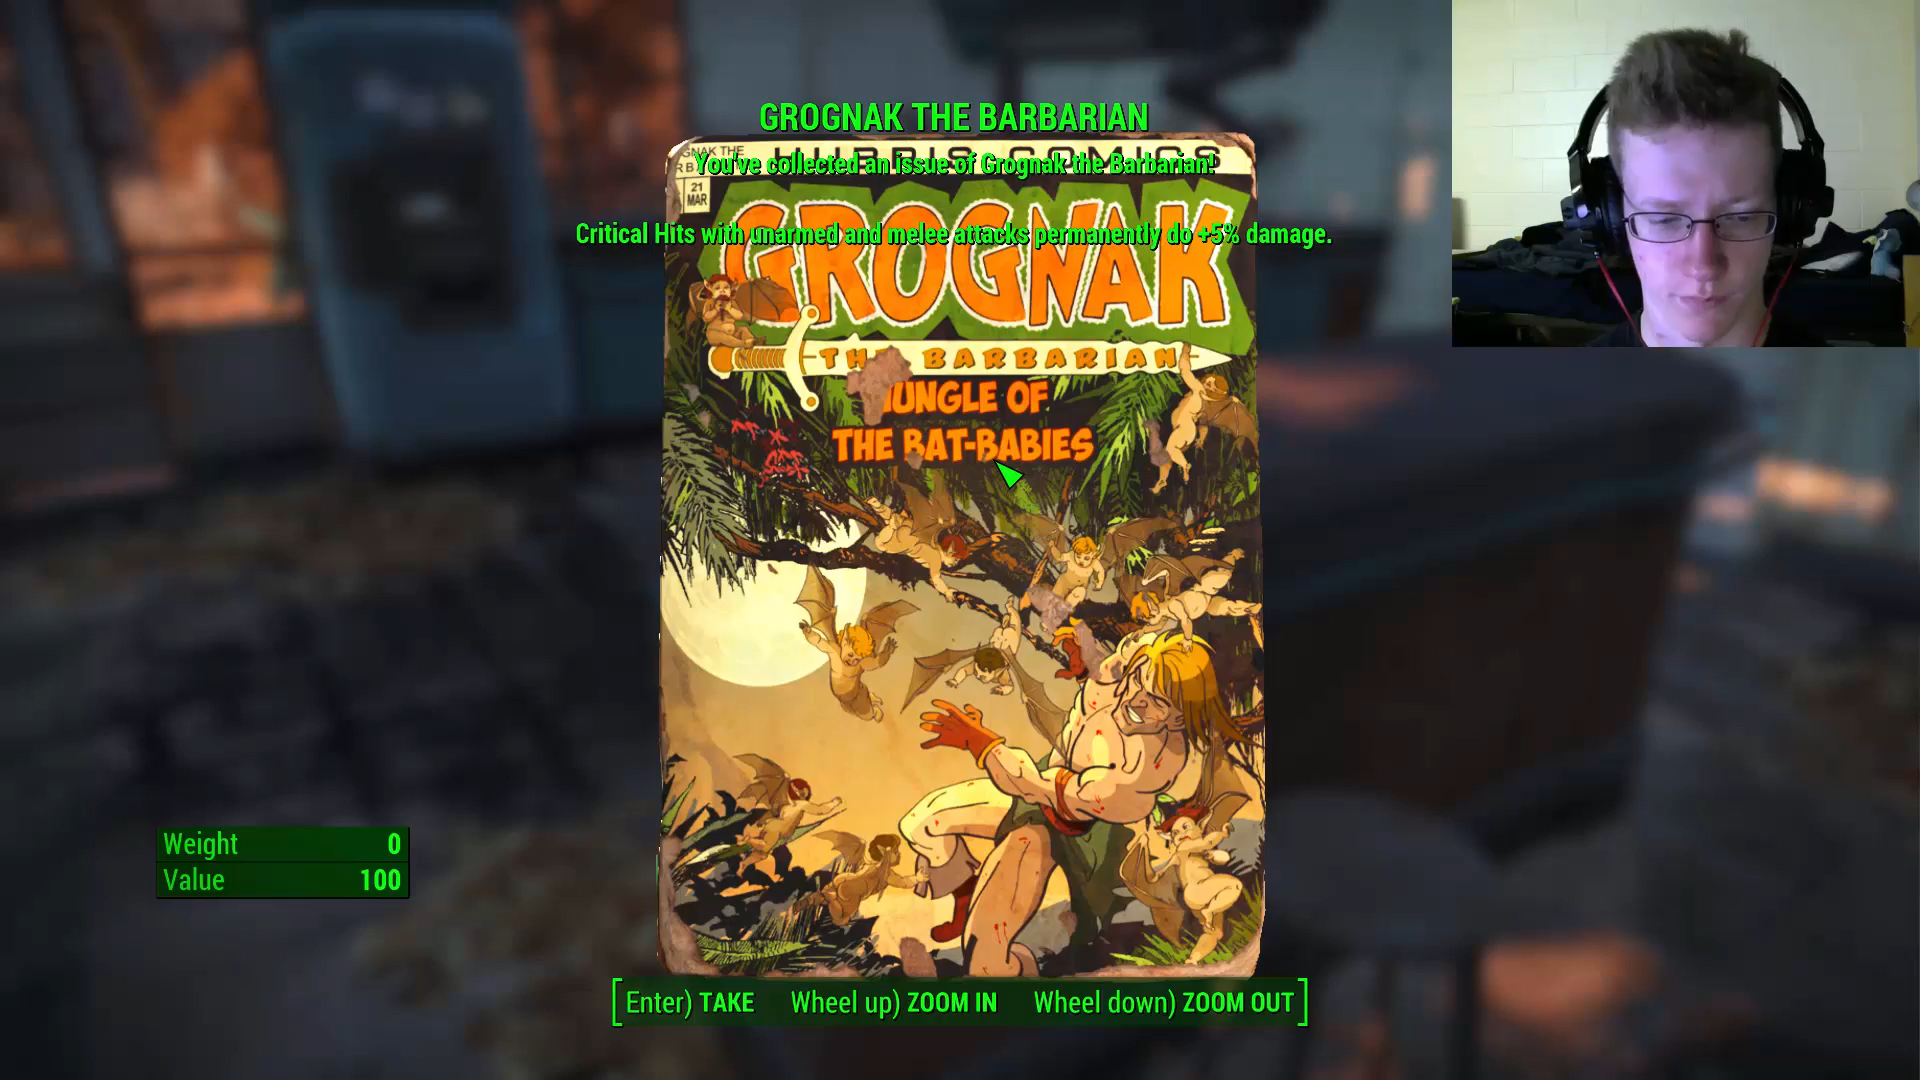 GROGNAK THE BARBARIAN
GNAK THE
HUBRIS COMICS
You've collected an issue of Grognak the Barbarian!
21
MAR
GROGNAK
Critical Hits with unarmed and melee attacks permanently do +5% damage.
THE BARBARIAN
JUNGLE OF
THE BAT-BABIES
Weight 0
Value 100
Enter) TAKE Wheel up) ZOOM IN Wheel down) ZOOM OUT